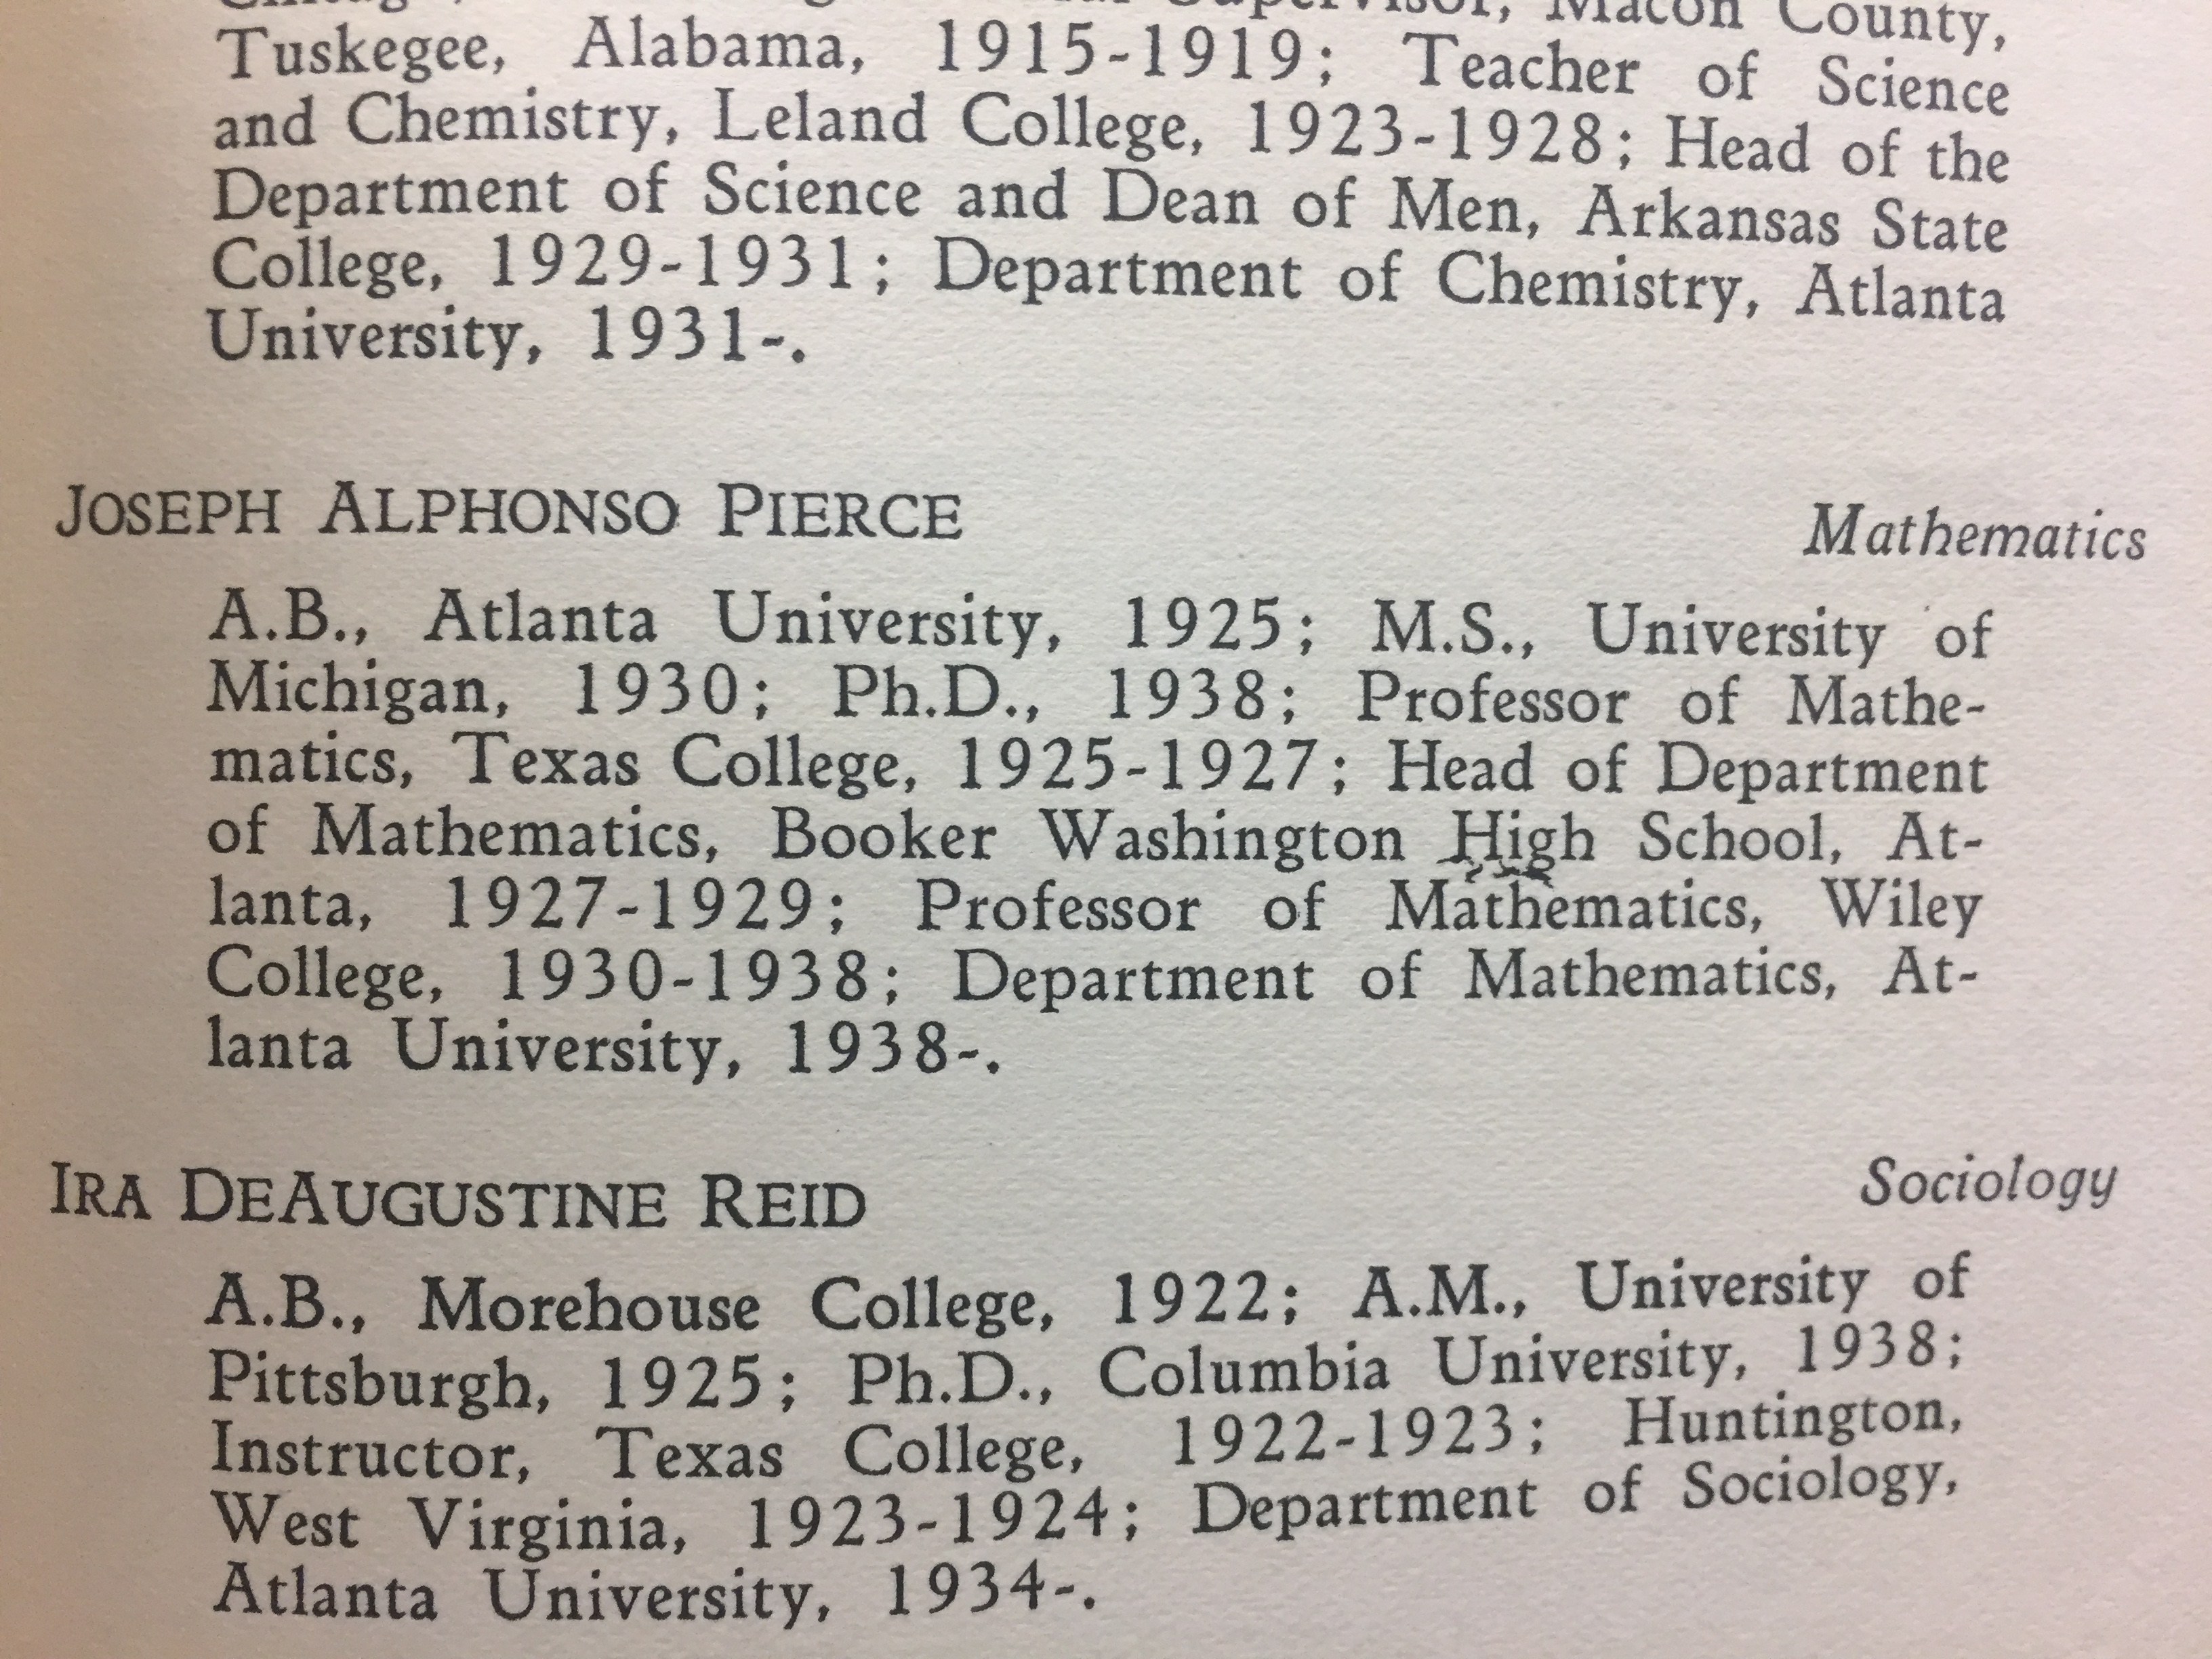 Supervisor, Macon County,
Tuskegee, Alabama, 1915-1919; Teacher of Science
and Chemistry, Leland College, 1923-1928; Head of the
Department of Science and Dean of Men, Arkansas State
College, 1929-1931; Department of Chemistry, Atlanta
University, 1931-.
JOSEPH ALPHONSO PIERCE Mathematics
A.B., Atlanta University, 1925; M.S., University of
Michigan, 1930; Ph.D., 1938; Professor of Mathe-
matics, Texas College, 1925-1927; Head of Department
of Mathematics, Booker Washington High School, At-
lanta, 1927-1929; Professor of Mathematics, Wiley
College, 1930-1938; Department of Mathematics, At-
lanta University, 1938-.
IRA DEAUGUSTINE REID Sociology
A.B., Morehouse College, 1922; A.M., University of
Pittsburgh, 1925; Ph.D., Columbia University, 1938;
Instructor, Texas College, 1922-1923; Huntington,
West Virginia, 1923-1924; Department of Sociology,
Atlanta University, 1934-.